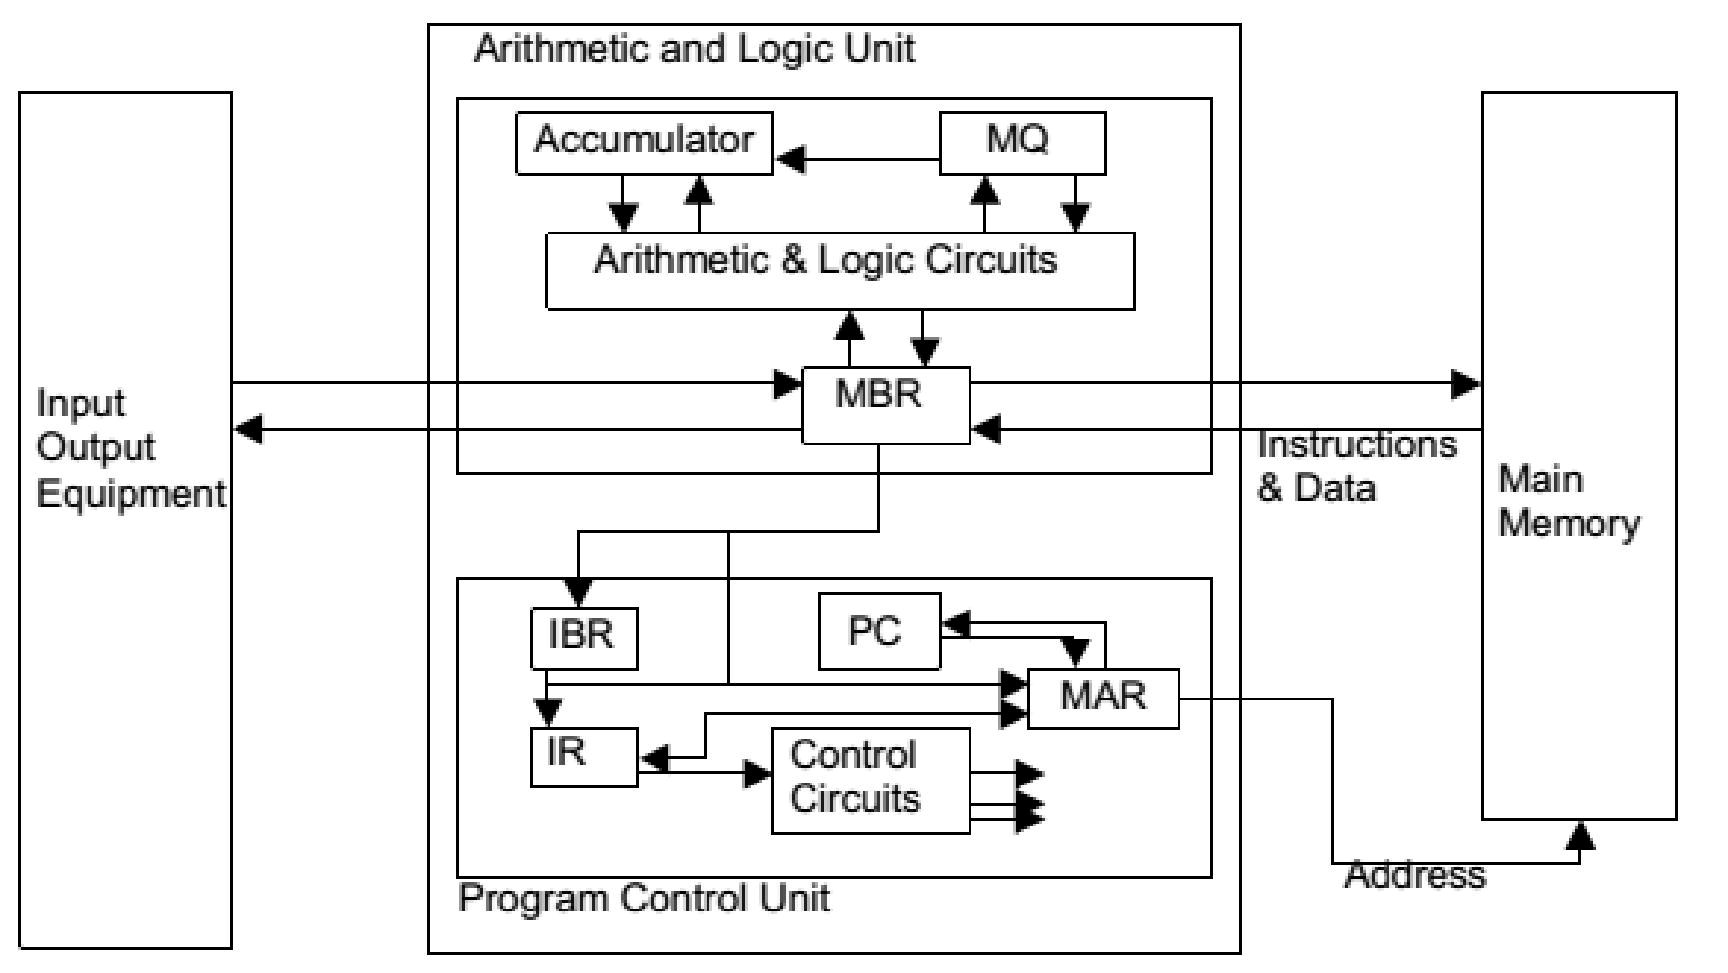 Arithmetic and Logic Unit
Accumulator
MQ
Arithmetic & Logic Circuits
MBR
Input
Output
Equipment
Instructions
& Data
Main
Memory
IBR
PC
MAR
IR
Control
Circuits
Address
Program Control Unit